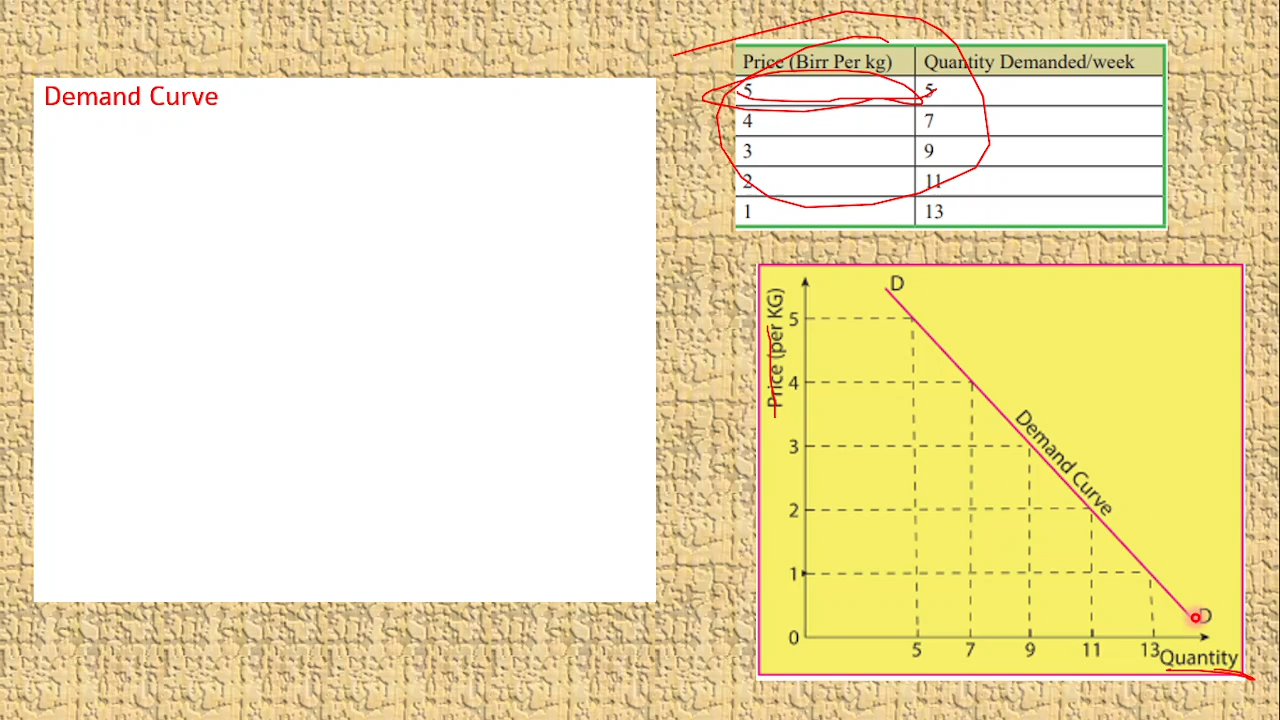 Demand Curve
Price (Birr Per kg) Quantity Demanded/week
5 5
4 7
3 9
2 11
1 13
D
Price (per KG)
5
4
3
2
1
0
Demand Curve
D
5 7 9 11 13
Quantity